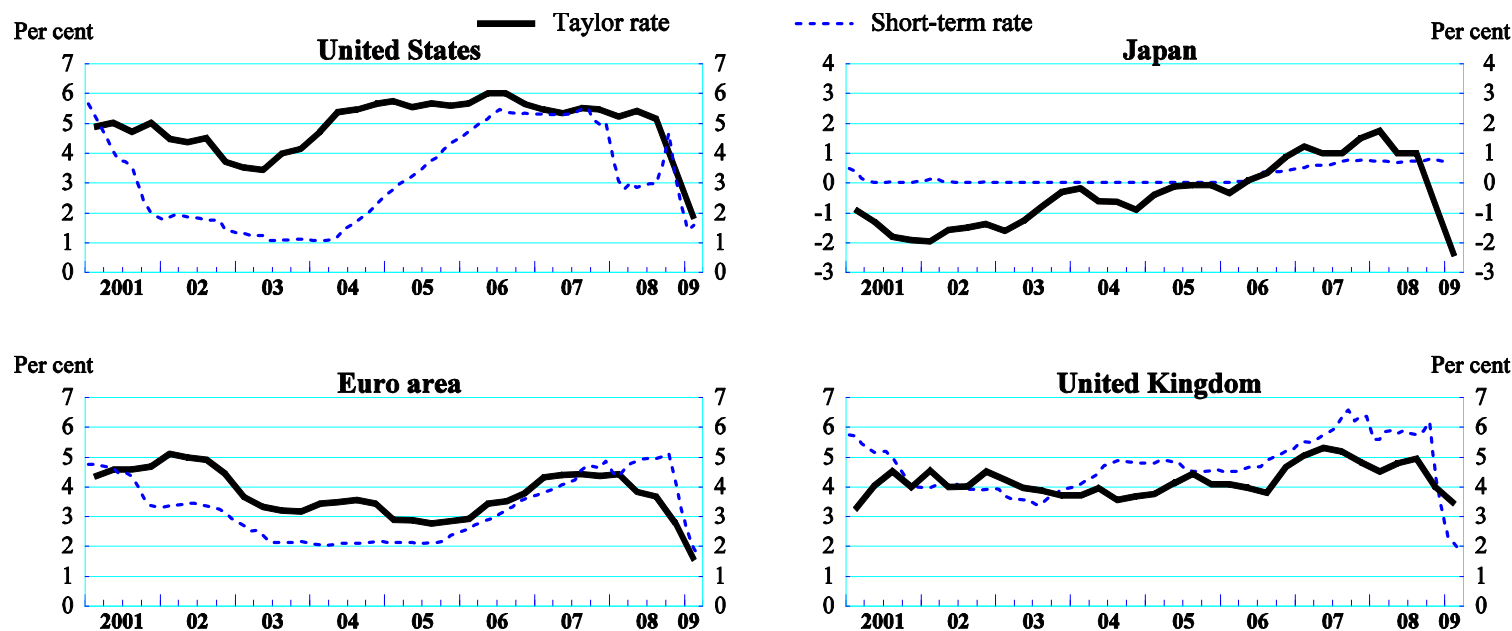 Taylor rate Short-term rate
Per cent Per cent
United States Japan
7 7 4 4
6 6 3 3
5 5 2 2
4 4 1 1
3 3 0 0
2 2 -1 -1
1 1 -2 -2
0 0 -3 -3
2001 02 03 04 05 06 07 08 09 2001 02 03 04 05 06 07 08 09
Per cent Per cent
Euro area United Kingdom
7 7 7 7
6 6 6 6
5 5 5 5
4 4 4 4
3 3 3 3
2 2 2 2
1 1 1 1
0 0 0 0
2001 02 03 04 05 06 07 08 09 2001 02 03 04 05 06 07 08 09